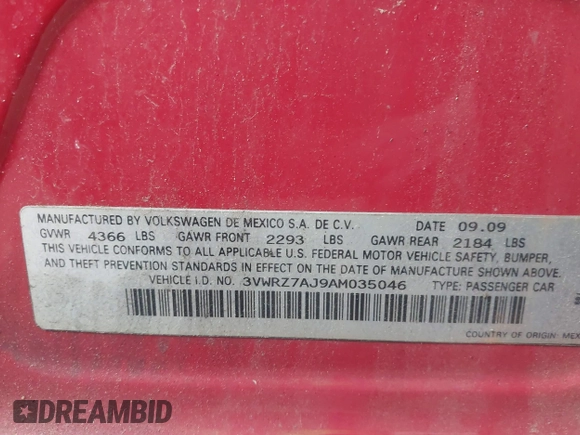 MANUFACTURED BY VOLKSWAGEN DE MEXICO S.A. DE C.V. DATE 09.09
GVWR 4366 LBS GAWR FRONT 2293 LBS GAWR REAR 2184 LBS
THIS VEHICLE CONFORMS TO ALL APPLICABLE U.S. FEDERAL MOTOR VEHICLE SAFETY, BUMPER,
AND THEFT PREVENTION STANDARDS IN EFFECT ON THE DATE OF MANUFACTURE SHOWN ABOVE.
VEHICLE I.D. NO. 3VWRZ7AJ9AM035046 TYPE: PASSENGER CAR
COUNTRY OF ORIGIN: MEX
DREAMBID